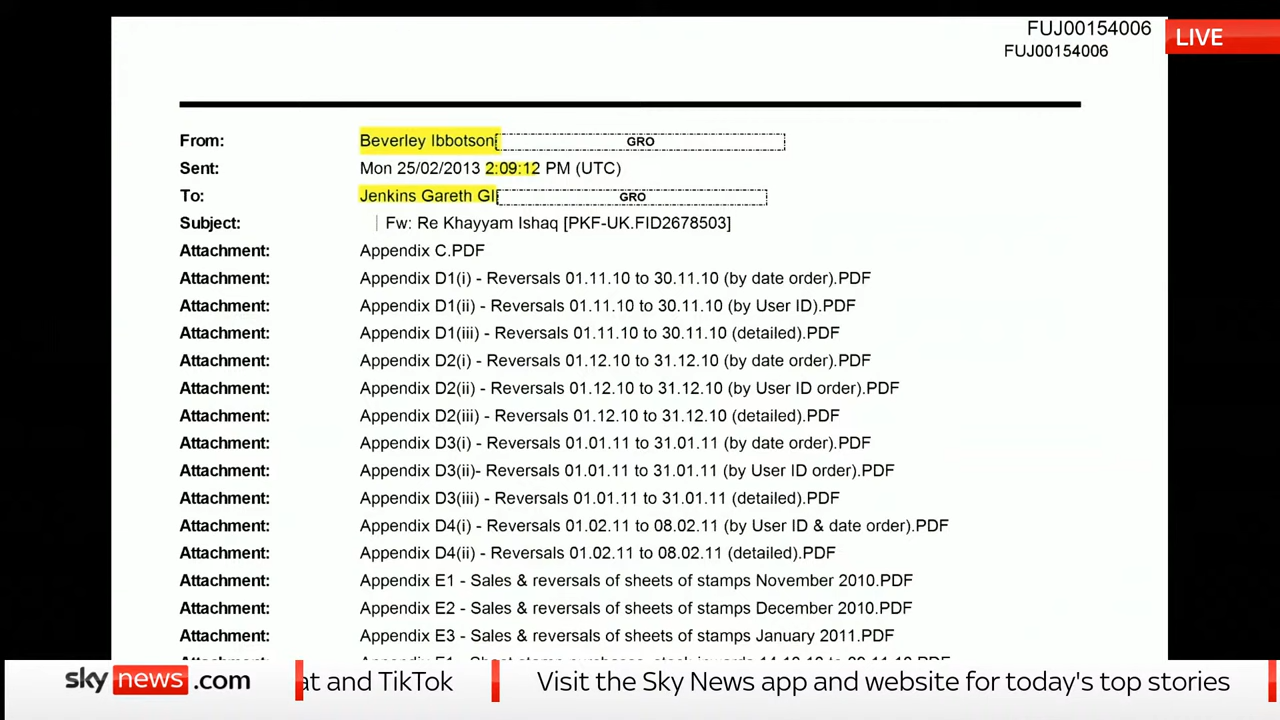 FUJ00154006
FUJ00154006
LIVE
From: Beverley Ibbotson GRO
Sent: Mon 25/02/2013 2:09:12 PM (UTC)
To: Jenkins Gareth GI GRO
Subject: Fw: Re Khayyam Ishaq [PKF-UK.FID2678503]
Attachment: Appendix C.PDF
Attachment: Appendix D1(i) - Reversals 01.11.10 to 30.11.10 (by date order).PDF
Attachment: Appendix D1(ii) - Reversals 01.11.10 to 30.11.10 (by User ID).PDF
Attachment: Appendix D1(iii) - Reversals 01.11.10 to 30.11.10 (detailed).PDF
Attachment: Appendix D2(i) - Reversals 01.12.10 to 31.12.10 (by date order).PDF
Attachment: Appendix D2(ii) - Reversals 01.12.10 to 31.12.10 (by User ID order).PDF
Attachment: Appendix D2(iii) - Reversals 01.12.10 to 31.12.10 (detailed).PDF
Attachment: Appendix D3(i) - Reversals 01.01.11 to 31.01.11 (by date order).PDF
Attachment: Appendix D3(ii)- Reversals 01.01.11 to 31.01.11 (by User ID order).PDF
Attachment: Appendix D3(iii) - Reversals 01.01.11 to 31.01.11 (detailed).PDF
Attachment: Appendix D4(i) - Reversals 01.02.11 to 08.02.11 (by User ID & date order).PDF
Attachment: Appendix D4(ii) - Reversals 01.02.11 to 08.02.11 (detailed).PDF
Attachment: Appendix E1 - Sales & reversals of sheets of stamps November 2010.PDF
Attachment: Appendix E2 - Sales & reversals of sheets of stamps December 2010.PDF
Attachment: Appendix E3 - Sales & reversals of sheets of stamps January 2011.PDF
sky news.com
at and TikTok Visit the Sky News app and website for today's top stories